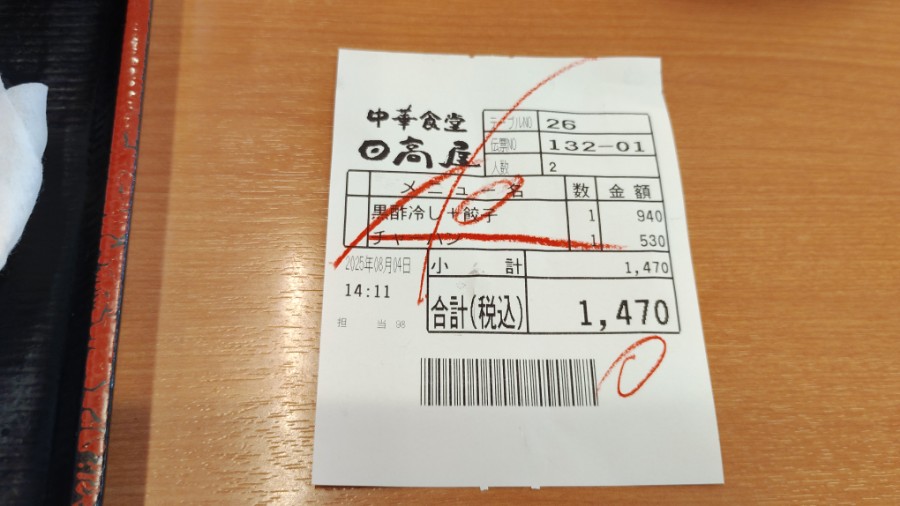 中華食堂
日高屋
テーブルNO 26
伝票NO 132-01
人数 2
メニュー名 数 金額
黒酢冷し+餃子 1 940
チャーハン 1 530
2025年08月04日 小計 1,470
14:11
合計(税込) 1,470
担当 98